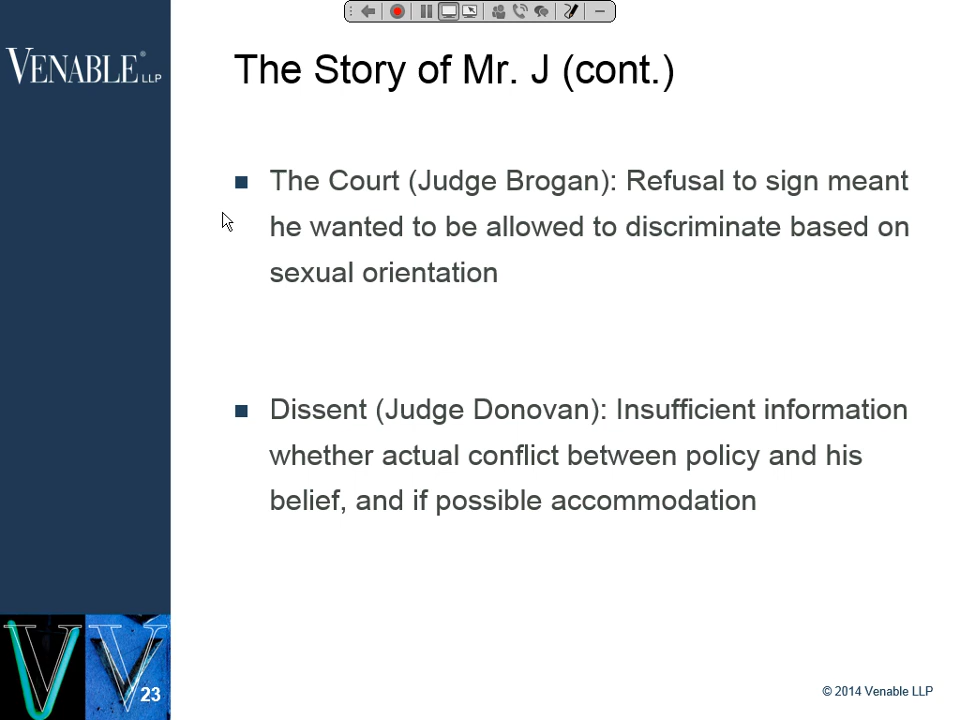 VENABLE® LLP
The Story of Mr. J (cont.)
The Court (Judge Brogan): Refusal to sign meant
he wanted to be allowed to discriminate based on
sexual orientation
Dissent (Judge Donovan): Insufficient information
whether actual conflict between policy and his
belief, and if possible accommodation
23
© 2014 Venable LLP